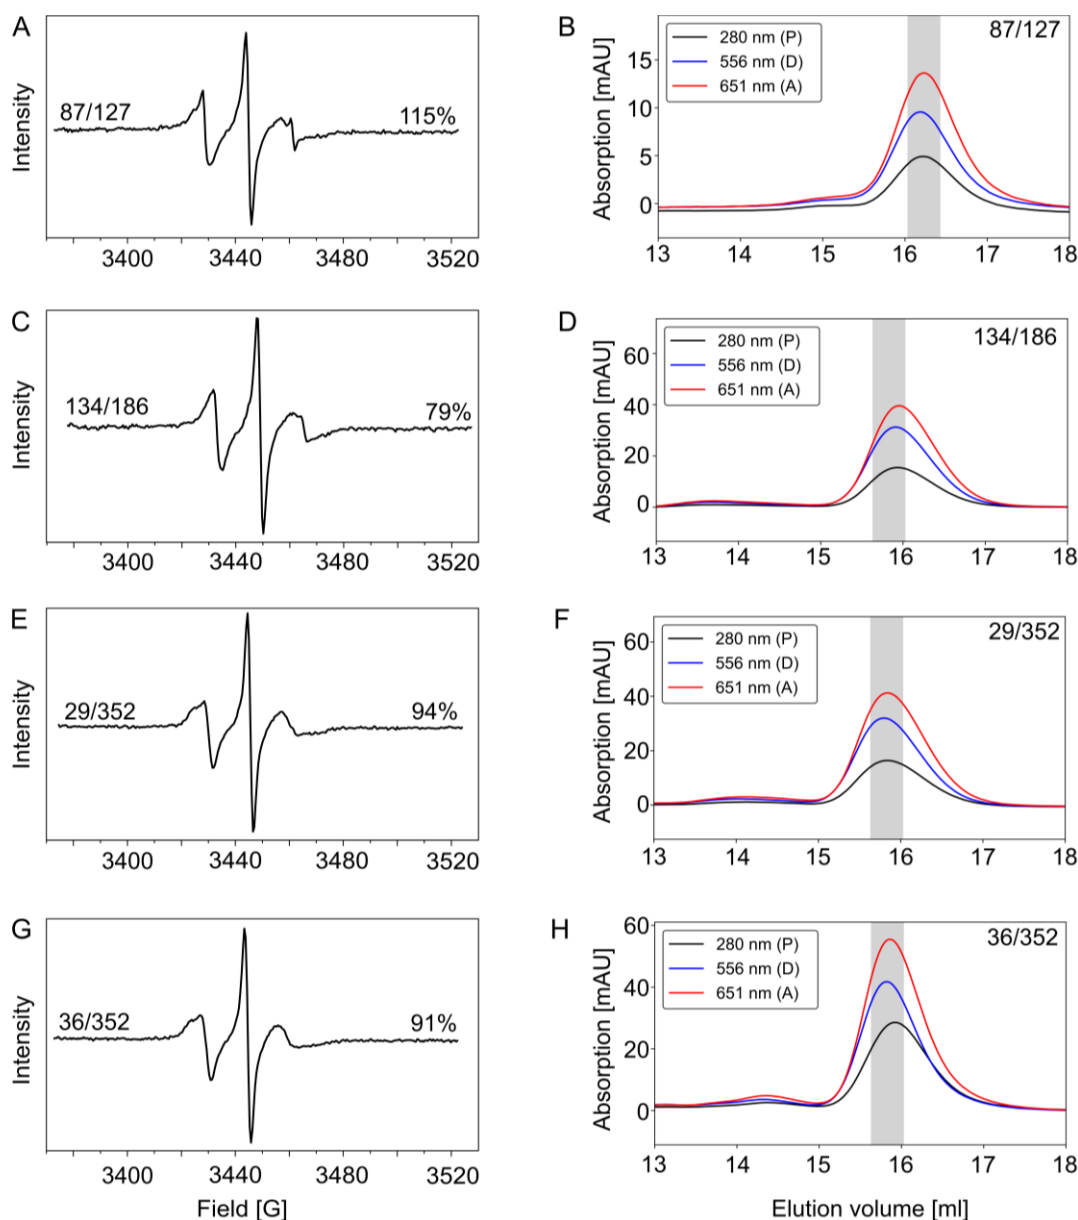 A
87/127
115%
Intensity
3400 3440 3480 3520
B
87/127
280 nm (P)
556 nm (D)
651 nm (A)
Absorption [mAU]
15
10
5
0
13 14 15 16 17 18
C
134/186
79%
Intensity
3400 3440 3480 3520
D
134/186
280 nm (P)
556 nm (D)
651 nm (A)
Absorption [mAU]
60
40
20
0
13 14 15 16 17 18
E
29/352
94%
Intensity
3400 3440 3480 3520
F
29/352
280 nm (P)
556 nm (D)
651 nm (A)
Absorption [mAU]
60
40
20
0
13 14 15 16 17 18
G
36/352
91%
Intensity
3400 3440 3480 3520
Field [G]
H
36/352
280 nm (P)
556 nm (D)
651 nm (A)
Absorption [mAU]
60
40
20
0
13 14 15 16 17 18
Elution volume [ml]